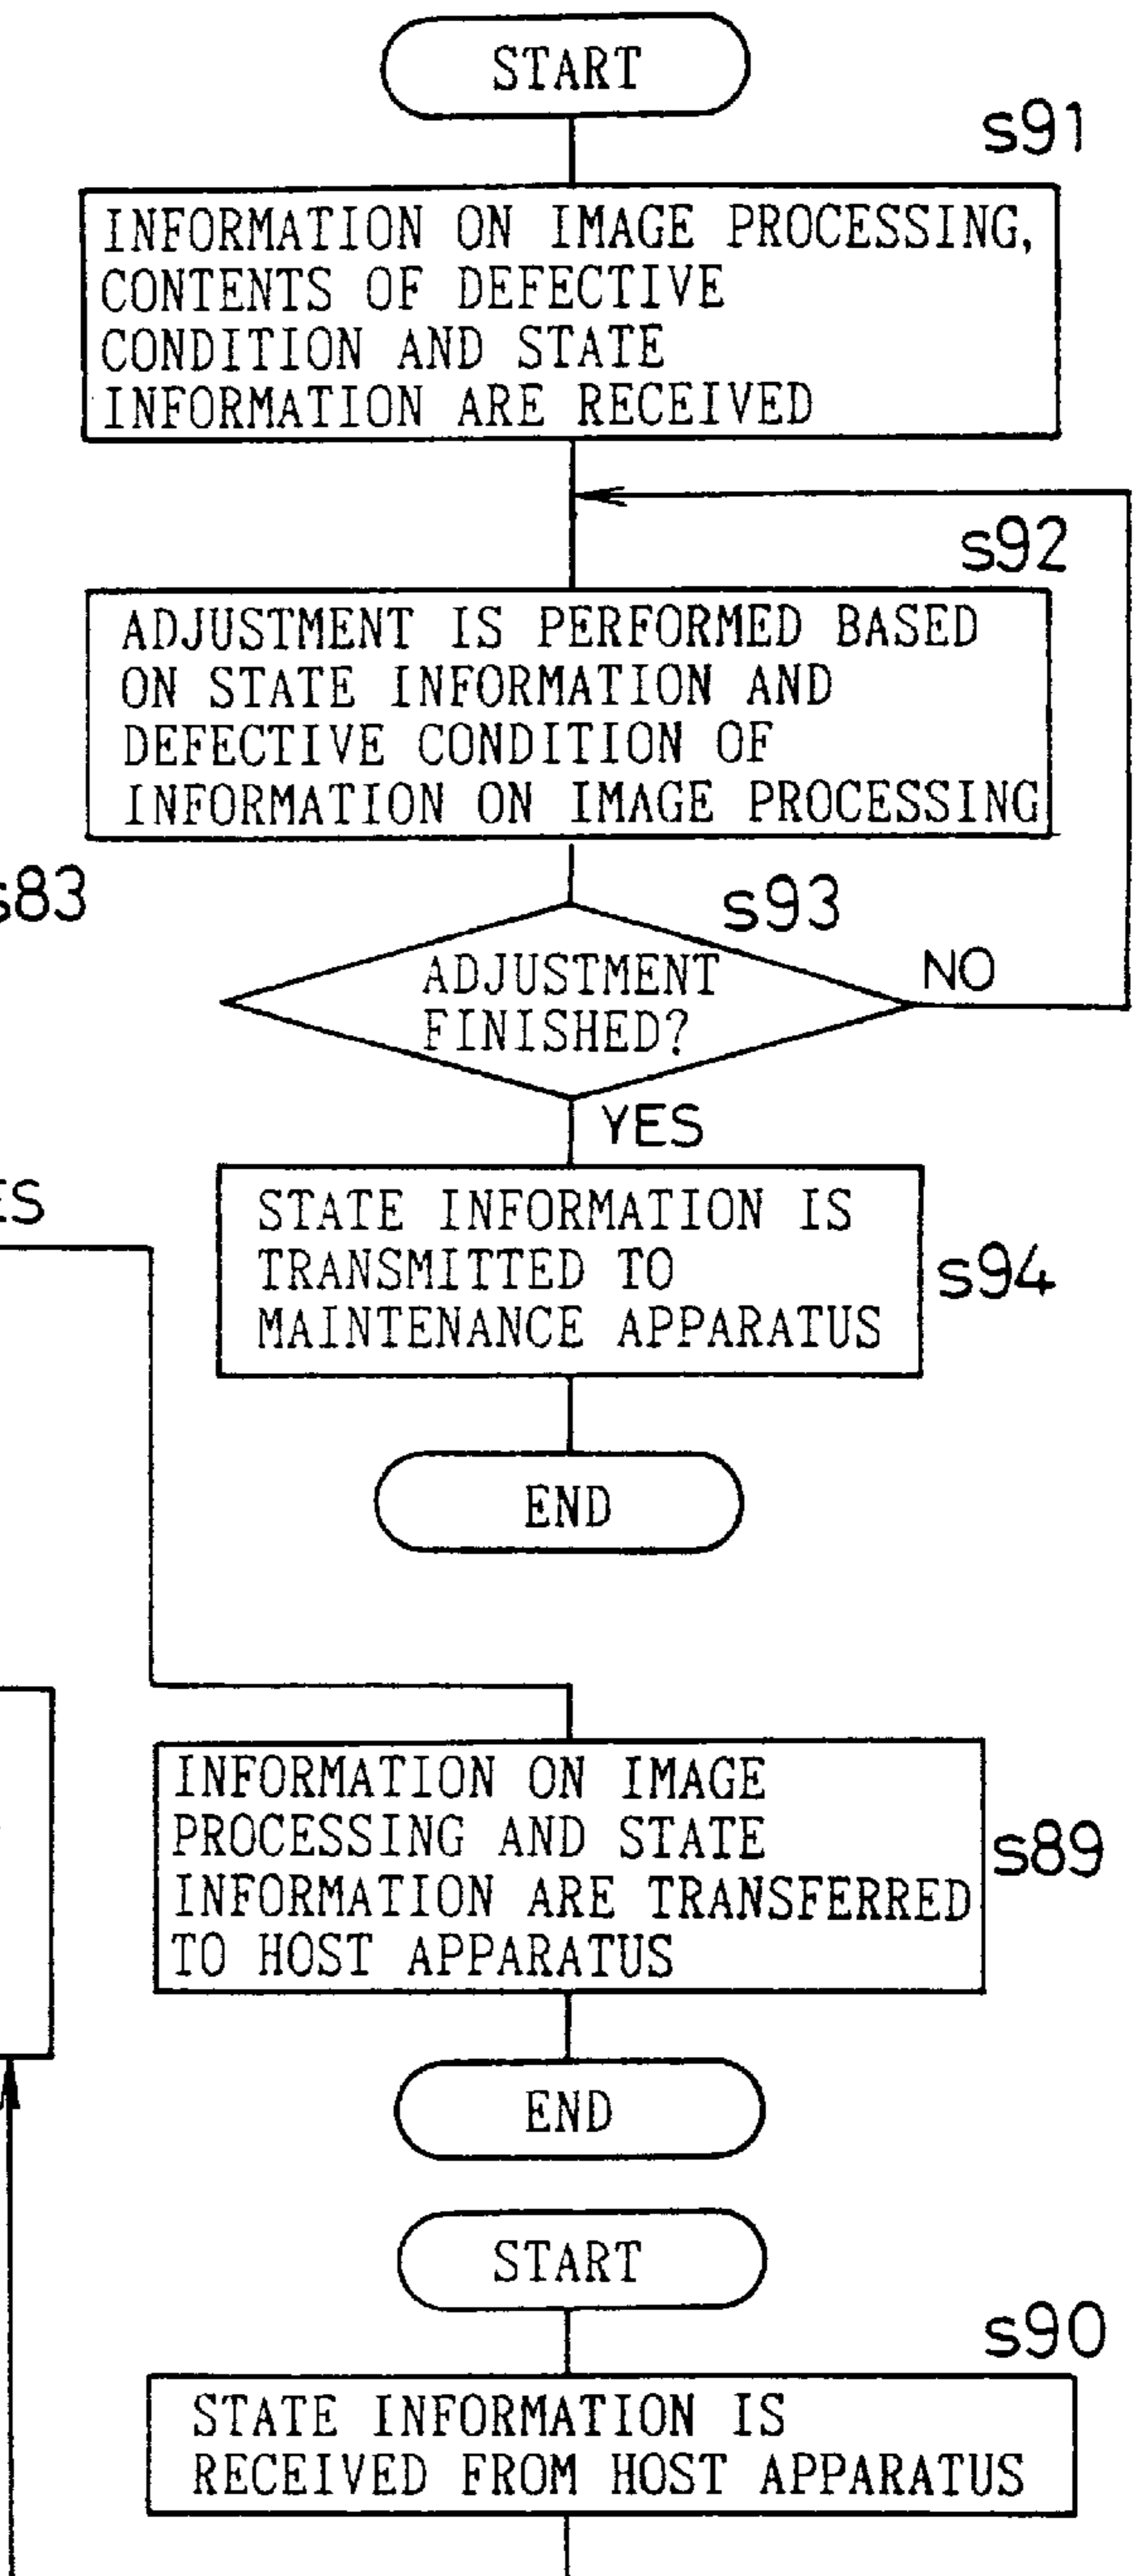 START
s91
INFORMATION ON IMAGE PROCESSING,
CONTENTS OF DEFECTIVE
CONDITION AND STATE
INFORMATION ARE RECEIVED
s92
ADJUSTMENT IS PERFORMED BASED
ON STATE INFORMATION AND
DEFECTIVE CONDITION OF
INFORMATION ON IMAGE PROCESSING
s83
s93
ADJUSTMENT
FINISHED?
NO
YES
STATE INFORMATION IS
TRANSMITTED TO
MAINTENANCE APPARATUS
s94
ES
END
INFORMATION ON IMAGE
PROCESSING AND STATE
INFORMATION ARE TRANSFERRED
TO HOST APPARATUS
s89
END
START
s90
STATE INFORMATION IS
RECEIVED FROM HOST APPARATUS